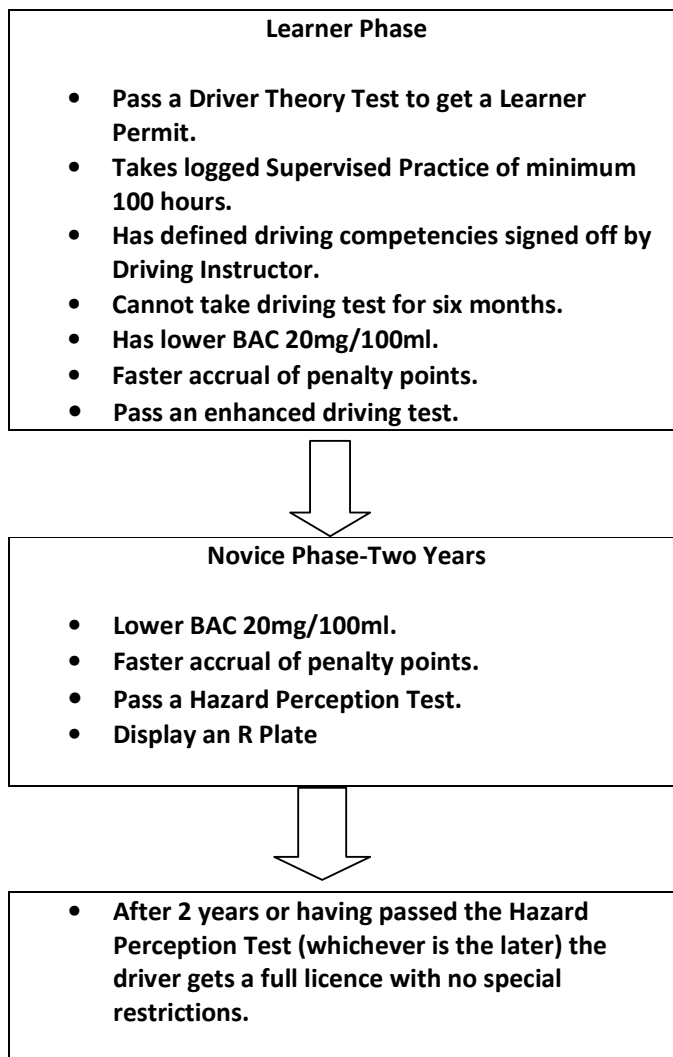 Learner Phase
• Pass a Driver Theory Test to get a Learner
Permit.
• Takes logged Supervised Practice of minimum
100 hours.
• Has defined driving competencies signed off by
Driving Instructor.
• Cannot take driving test for six months.
• Has lower BAC 20mg/100ml.
• Faster accrual of penalty points.
• Pass an enhanced driving test.
Novice Phase-Two Years
• Lower BAC 20mg/100ml.
• Faster accrual of penalty points.
• Pass a Hazard Perception Test.
• Display an R Plate
• After 2 years or having passed the Hazard
Perception Test (whichever is the later) the
driver gets a full licence with no special
restrictions.